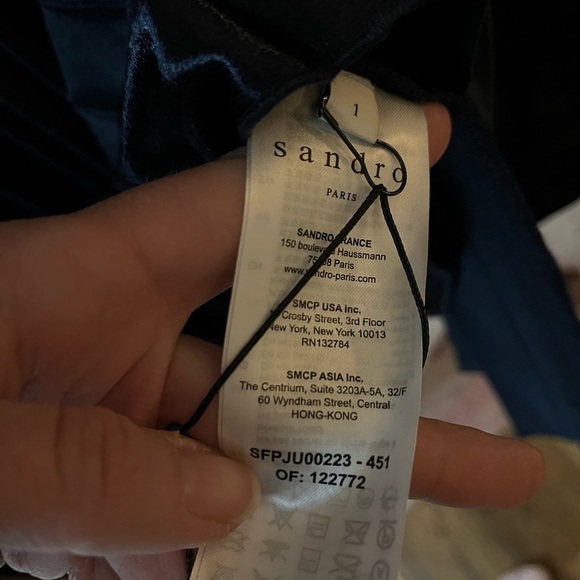 1
sandro
PARIS
SANDRO FRANCE
150 boulevard Haussmann
75008 Paris
www.sandro-paris.com
SMCP USA Inc.
Crosby Street, 3rd Floor
New York, New York 10013
RN132784
SMCP ASIA Inc.
The Centrium, Suite 3203A-5A, 32/F
60 Wyndham Street, Central
HONG-KONG
SFPJU00223 - 451
OF: 122772